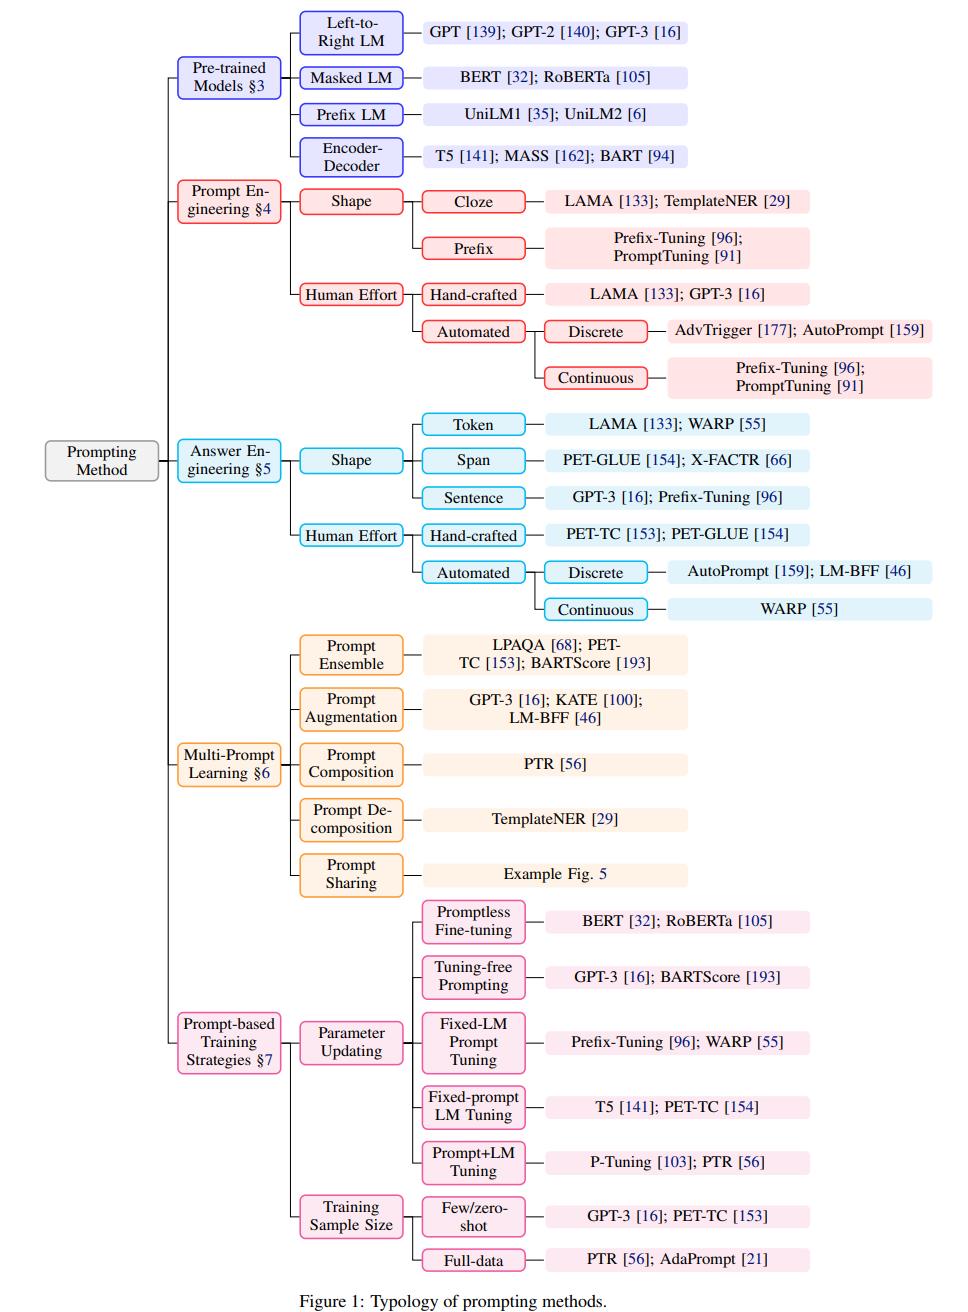 Left-to-
Right LM
GPT [139]; GPT-2 [140]; GPT-3 [16]
Pre-trained
Models §3
Masked LM
BERT [32]; RoBERTa [105]
Prefix LM
UniLM1 [35]; UniLM2 [6]
Encoder-
Decoder
T5 [141]; MASS [162]; BART [94]
Prompt En-
gineering §4
Shape
Cloze
LAMA [133]; TemplateNER [29]
Prefix
Prefix-Tuning [96];
PromptTuning [91]
Human Effort
Hand-crafted
LAMA [133]; GPT-3 [16]
Automated
Discrete
AdvTrigger [177]; AutoPrompt [159]
Continuous
Prefix-Tuning [96];
PromptTuning [91]
Prompting
Method
Answer En-
gineering §5
Shape
Token
LAMA [133]; WARP [55]
Span
PET-GLUE [154]; X-FACTR [66]
Sentence
GPT-3 [16]; Prefix-Tuning [96]
Human Effort
Hand-crafted
PET-TC [153]; PET-GLUE [154]
Automated
Discrete
AutoPrompt [159]; LM-BFF [46]
Continuous
WARP [55]
Multi-Prompt
Learning §6
Prompt
Ensemble
LPAQA [68]; PET-
TC [153]; BARTScore [193]
Prompt
Augmentation
GPT-3 [16]; KATE [100];
LM-BFF [46]
Prompt
Composition
PTR [56]
Prompt De-
composition
TemplateNER [29]
Prompt
Sharing
Example Fig. 5
Prompt-based
Training
Strategies §7
Parameter
Updating
Promptless
Fine-tuning
BERT [32]; RoBERTa [105]
Tuning-free
Prompting
GPT-3 [16]; BARTScore [193]
Fixed-LM
Prompt
Tuning
Prefix-Tuning [96]; WARP [55]
Fixed-prompt
LM Tuning
T5 [141]; PET-TC [154]
Prompt+LM
Tuning
P-Tuning [103]; PTR [56]
Training
Sample Size
Few/zero-
shot
GPT-3 [16]; PET-TC [153]
Full-data
PTR [56]; AdaPrompt [21]
Figure 1: Typology of prompting methods.